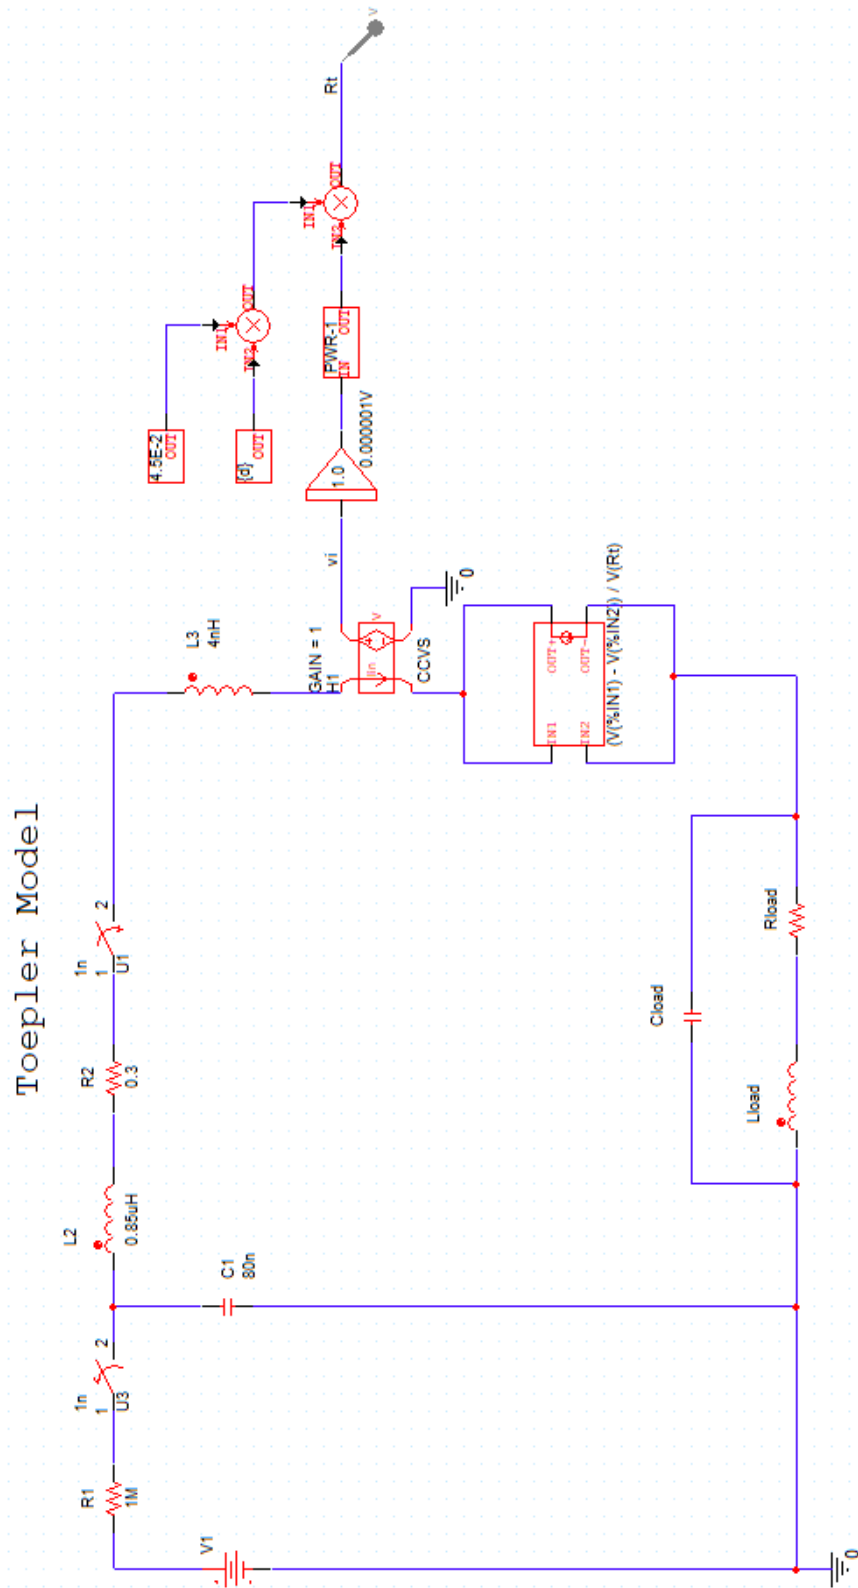 Toepler Model
V1
R1
1M
1n
1
U3
2
C1
80n
L2
0.85uH
R2
0.3
1n
1
U1
2
L3
4nH
GAIN = 1
H1
Iin
V
CCVS
0
vi
1.0
0.000001V
PWR-1
IN
OUT
4.5E-2
OUT
{d}
OUT
IN1
IN2
OUT
IN1
IN2
OUT
Rt
V
IN1
IN2
OUT+
OUT-
(V(%IN1) - V(%IN2)) / V(Rt)
Cload
Rload
Lload
0